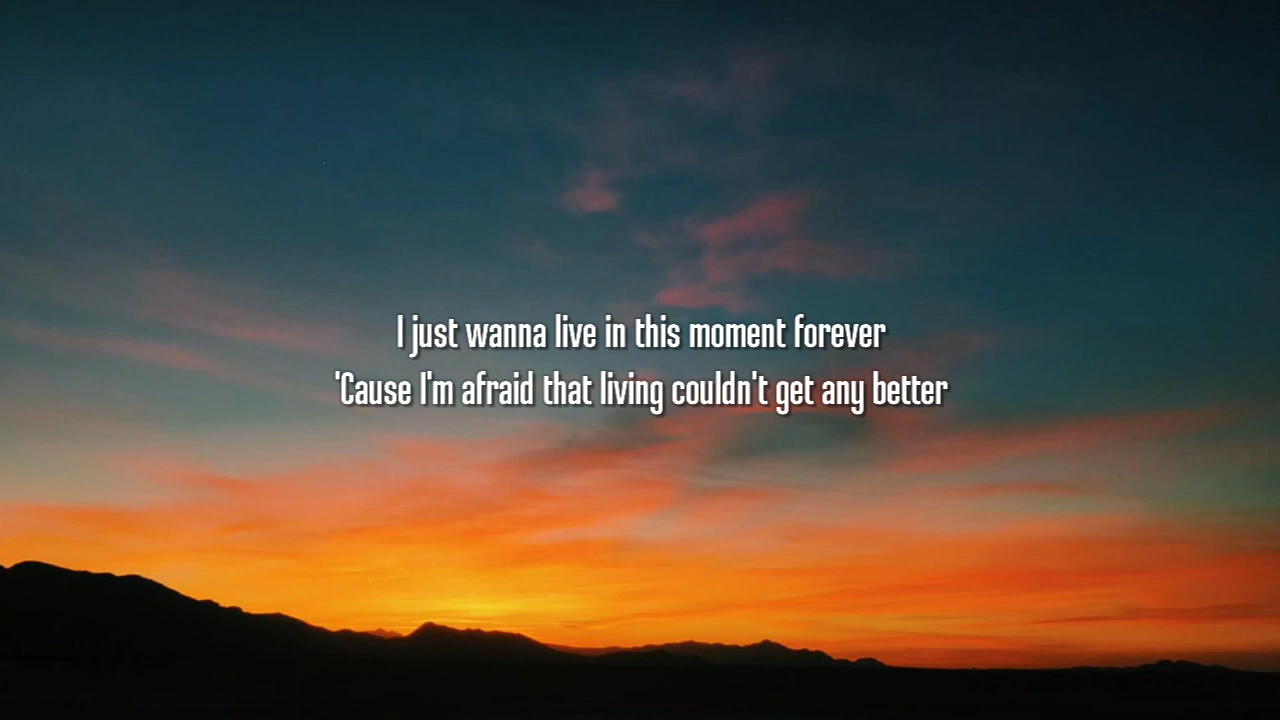 I just wanna live in this moment forever
'Cause I'm afraid that living couldn't get any better